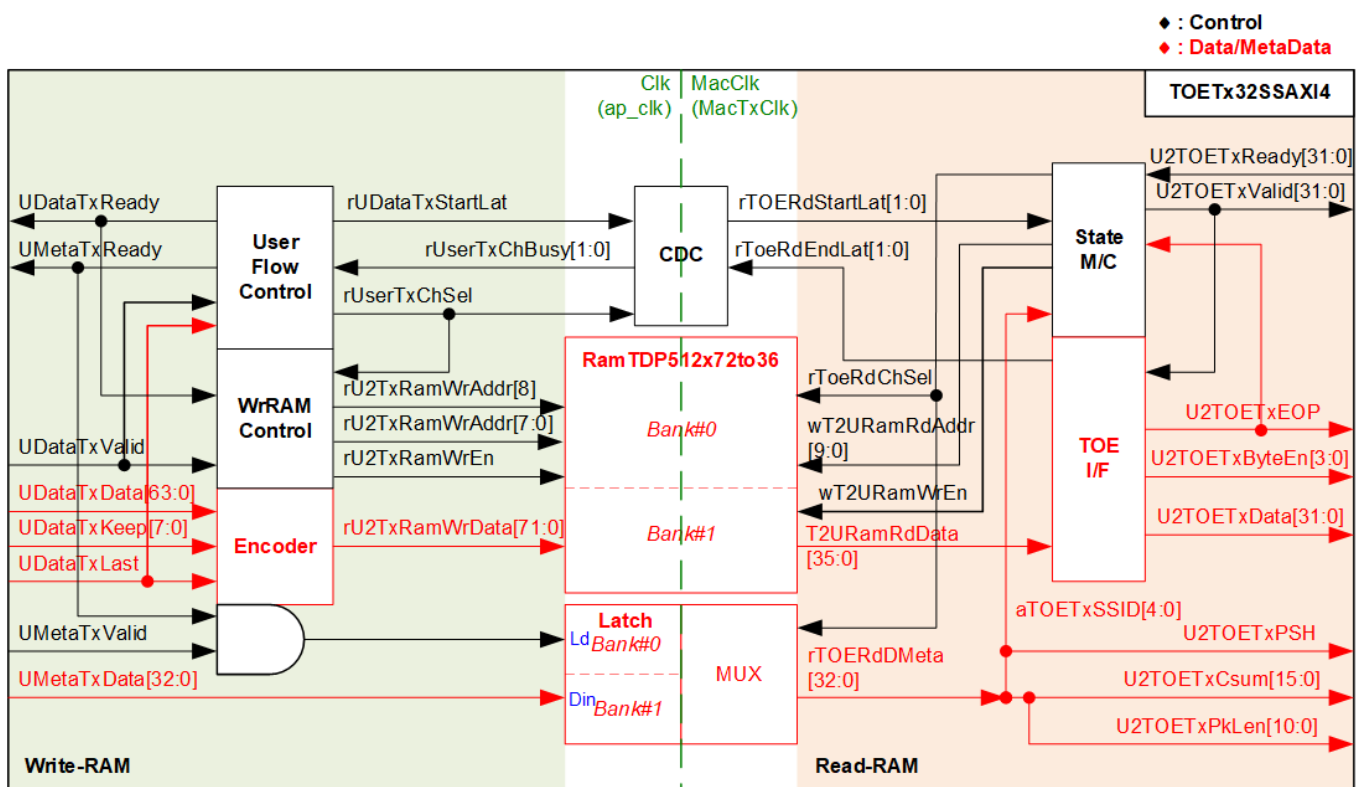 ♦ : Control
♦ : Data/MetaData
Clk
(ap_clk)
MacClk
(MacTxClk)
TOETx32SSAXI4
UDataTxReady
UMetaTxReady
UDataTxValid
UDataTxData[63:0]
UDataTxKeep[7:0]
UDataTxLast
UMetaTxValid
UMetaTxData[32:0]
User
Flow
Control
WrRAM
Control
Encoder
rUDataTxStartLat
rUserTxChBusy[1:0]
rUserTxChSel
rU2TxRamWrAddr[8]
rU2TxRamWrAddr[7:0]
rU2TxRamWrEn
rU2TxRamWrData[71:0]
CDC
RamTDP512x72to36
Bank#0
Bank#1
Latch
Ld
Bank#0
Din
Bank#1
MUX
rTOERdStartLat[1:0]
rToeRdEndLat[1:0]
rToeRdChSel
wT2URamRdAddr
[9:0]
wT2URamWrEn
T2URamRdData
[35:0]
rTOERdDMeta
[32:0]
State
M/C
TOE
I/F
U2TOETxReady[31:0]
U2TOETxValid[31:0]
U2TOETxEOP
U2TOETxByteEn[3:0]
U2TOETxData[31:0]
aTOETxSSID[4:0]
U2TOETxPSH
U2TOETxCsum[15:0]
U2TOETxPkLen[10:0]
Write-RAM
Read-RAM